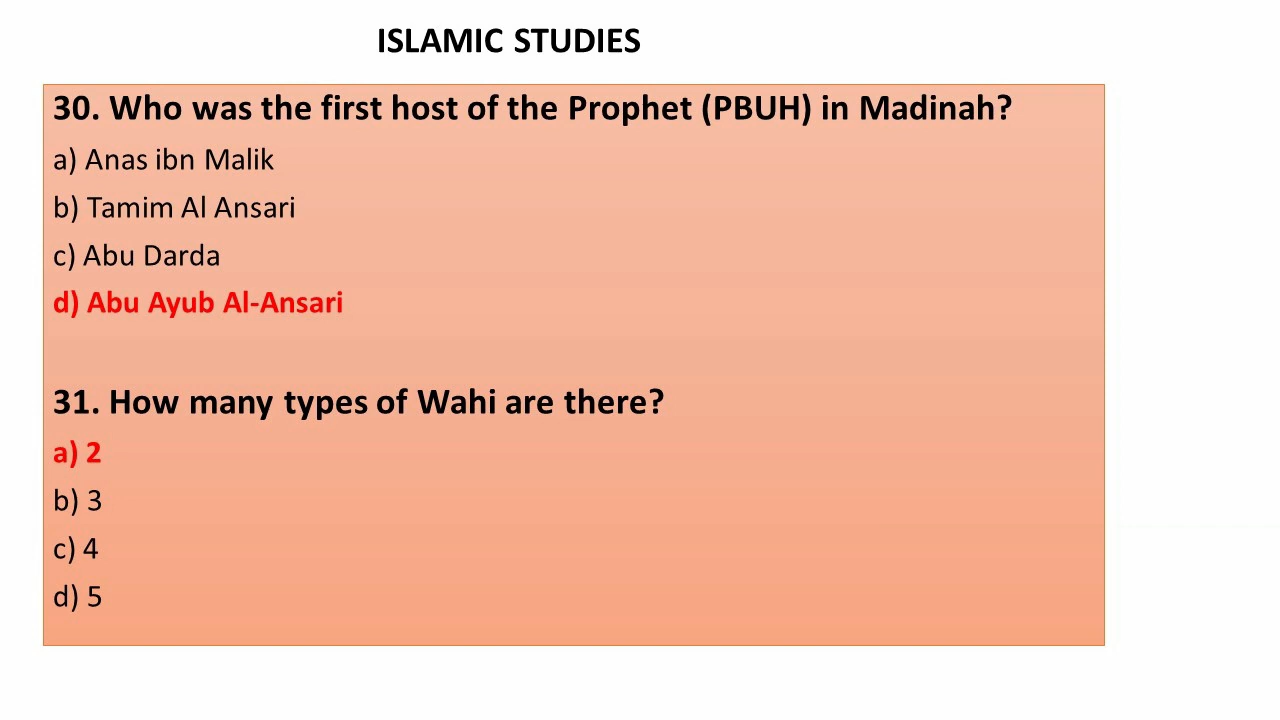 ISLAMIC STUDIES
30. Who was the first host of the Prophet (PBUH) in Madinah?
a) Anas ibn Malik
b) Tamim Al Ansari
c) Abu Darda
d) Abu Ayub Al-Ansari
31. How many types of Wahi are there?
a) 2
b) 3
c) 4
d) 5